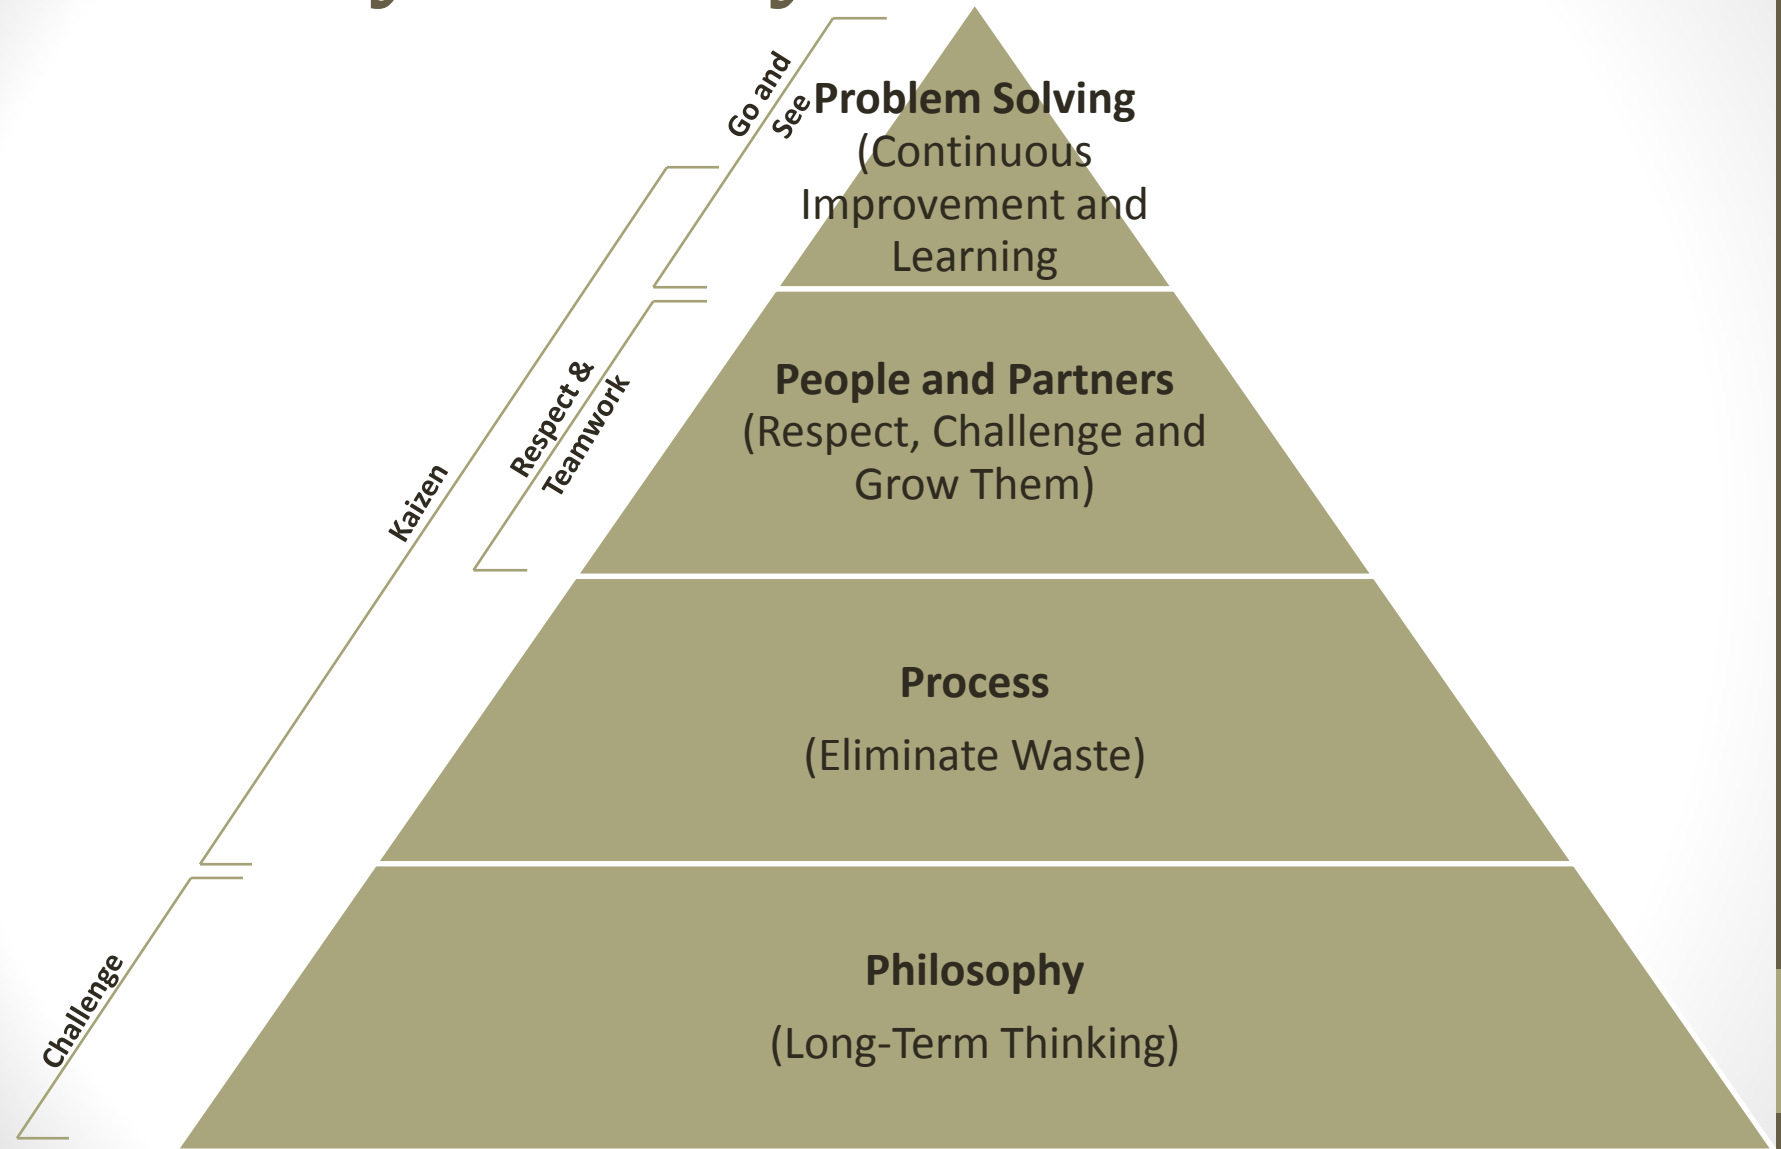 Go and
See
Problem Solving
(Continuous
Improvement and
Learning
Respect &
Teamwork
People and Partners
(Respect, Challenge and
Grow Them)
Kaizen
Process
(Eliminate Waste)
Challenge
Philosophy
(Long-Term Thinking)